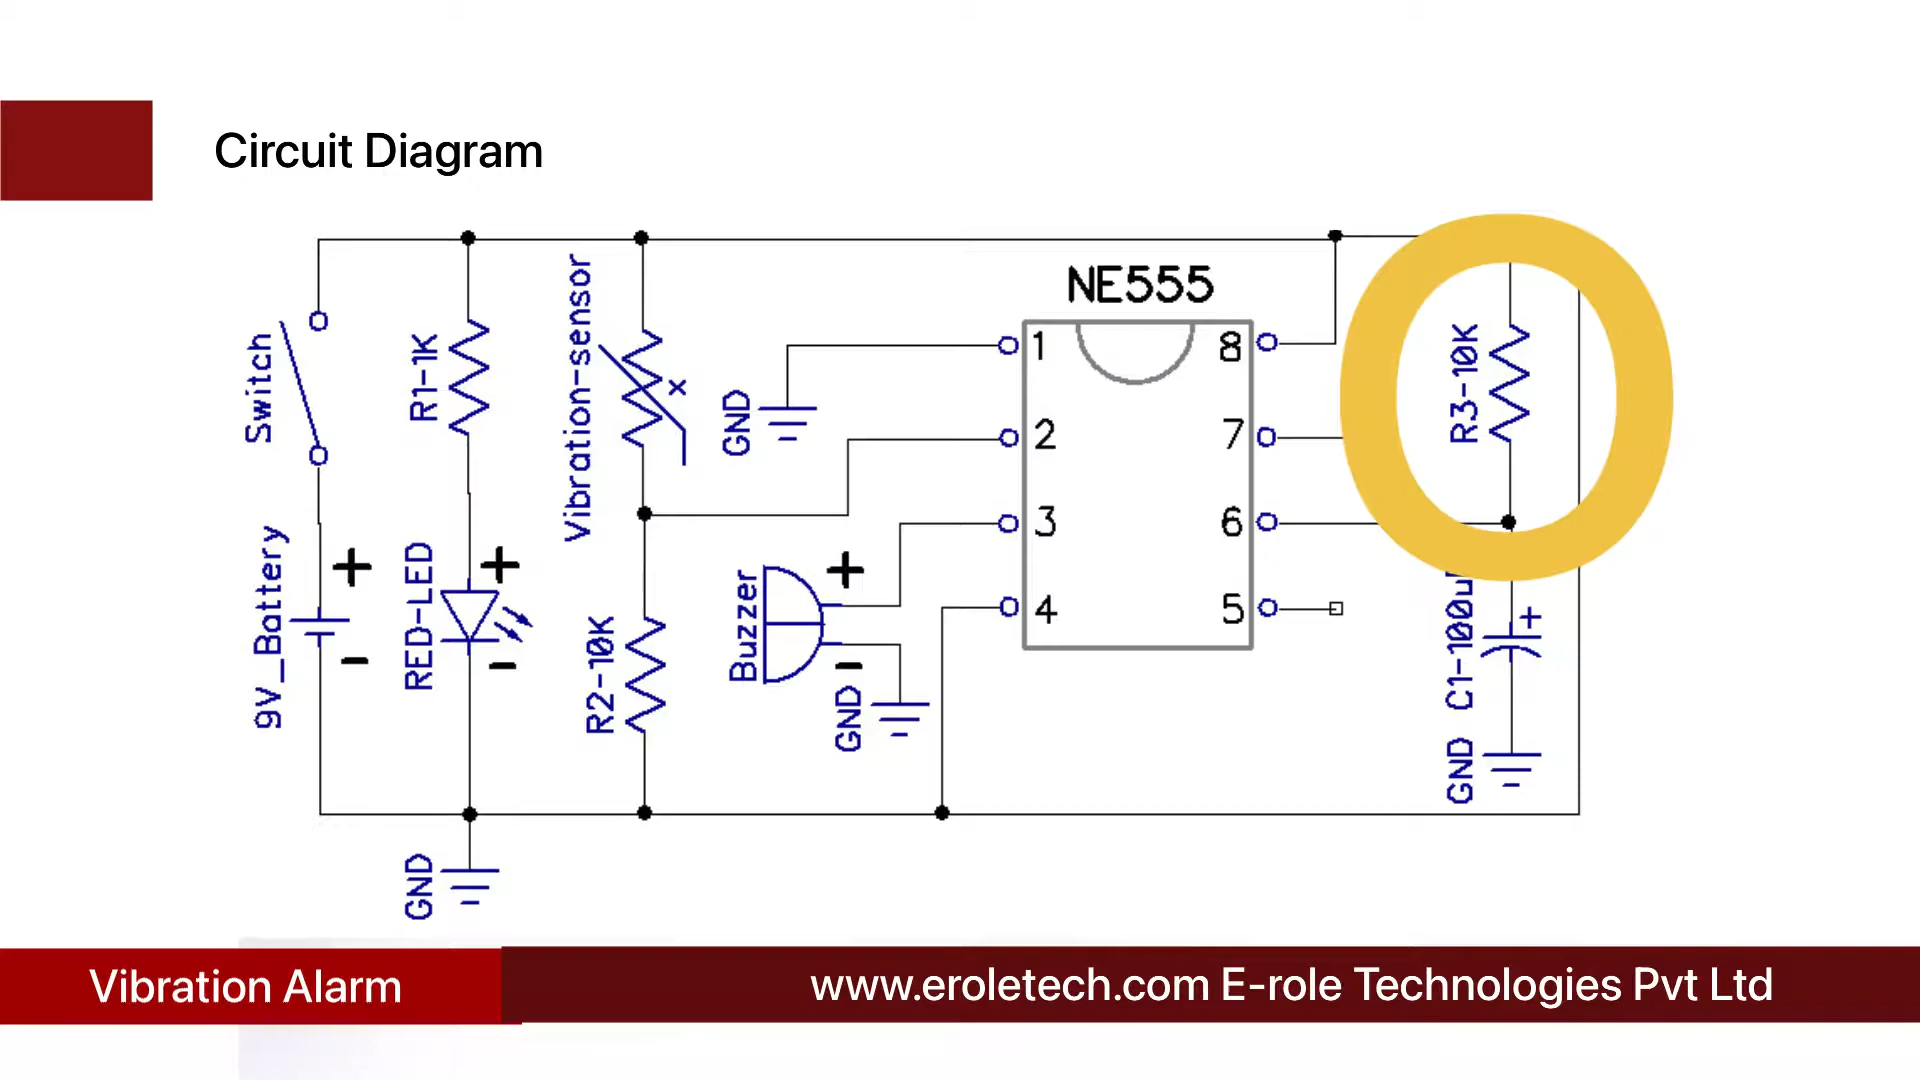 Circuit Diagram
NE555
Switch
R1-1K
Vibration-sensor
x
GND
1
2
3
4
8
7
6
5
R3-10K
9V_Battery
+
-
RED-LED
+
-
R2-10K
Buzzer
+
-
GND
C1-100u
+
GND
GND
Vibration Alarm
www.eroletech.com E-role Technologies Pvt Ltd